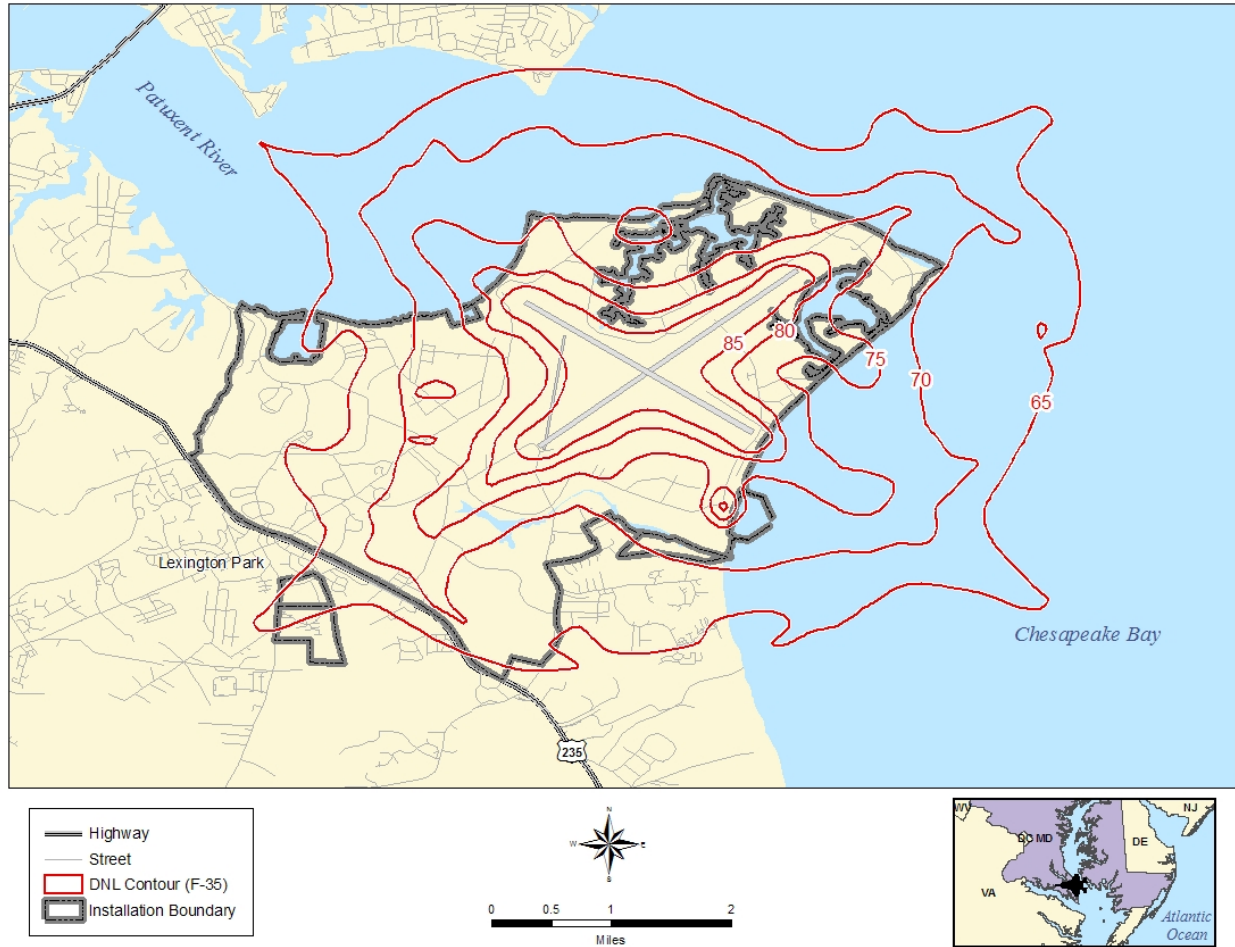 Patuxent
River
85
80
75
70
65
Lexington Park
Chesapeake Bay
235
Highway
Street
DNL Contour (F-35)
Installation Boundary
N
W
E
S
0 0.5 1 2
Miles
WV
NJ
DC MD
DE
VA
Atlantic
Ocean